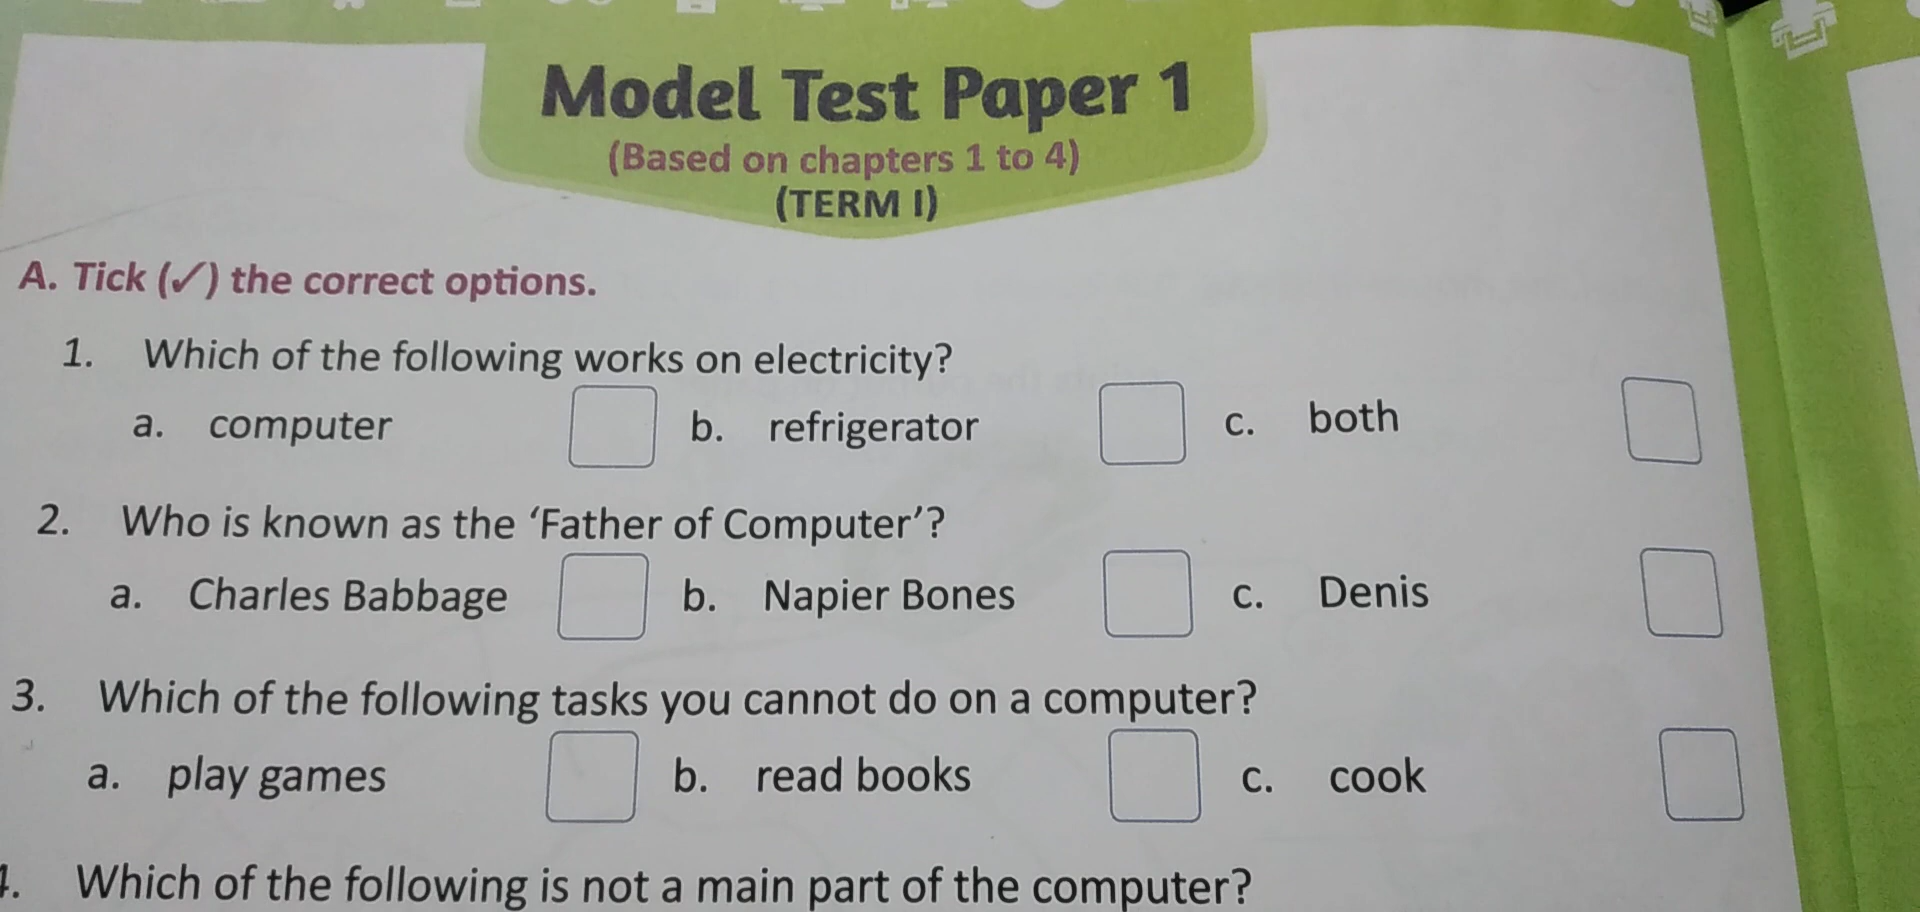 Model Test Paper 1
(Based on chapters 1 to 4)
(TERM I)
A. Tick (✓) the correct options.
1. Which of the following works on electricity?
a. computer b. refrigerator c. both
2. Who is known as the ‘Father of Computer’?
a. Charles Babbage b. Napier Bones c. Denis
3. Which of the following tasks you cannot do on a computer?
a. play games b. read books c. cook
4. Which of the following is not a main part of the computer?